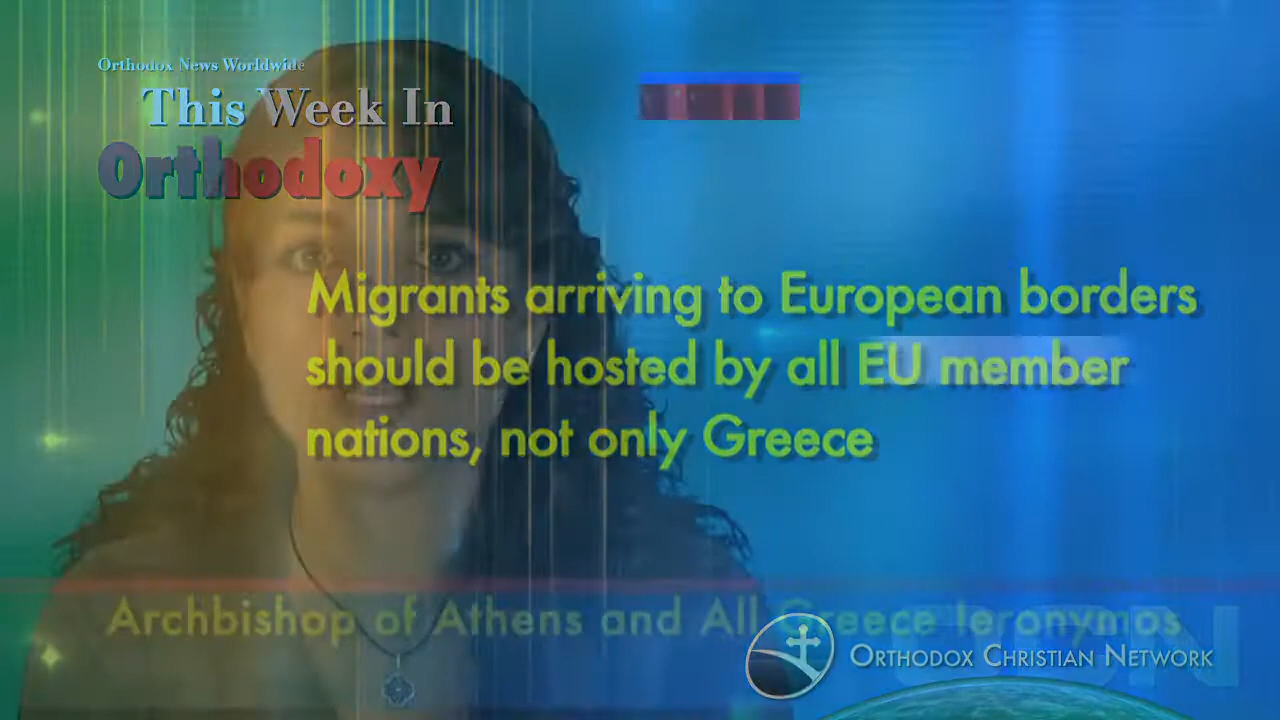 Orthodox News Worldwide
This Week In
Orthodoxy
Migrants arriving to European borders
should be hosted by all EU member
nations, not only Greece
Archbishop of Athens and All Greece Ieronymos
Orthodox Christian Network